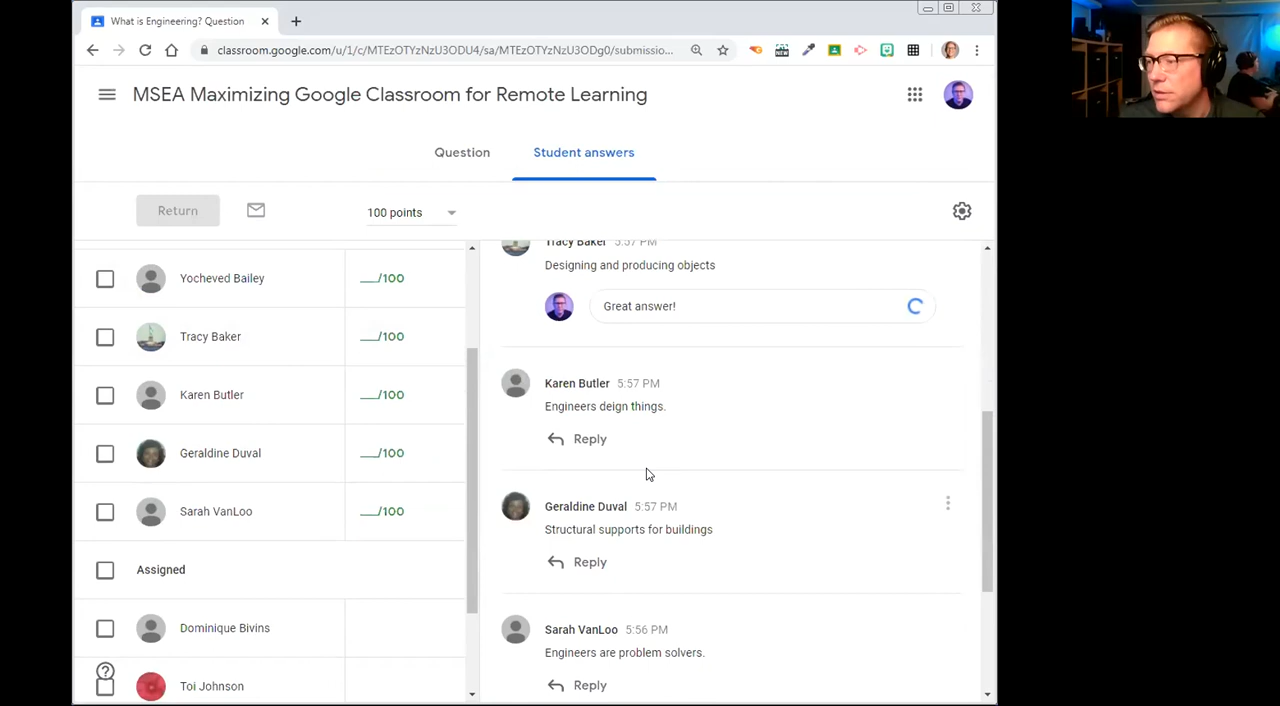 What is Engineering? Question
classroom.google.com/u/1/c/MTEzOTYzNzU3ODU4/sa/MTEzOTYzNzU3ODg0/submissio...
NEW
MSEA Maximizing Google Classroom for Remote Learning
Question
Student answers
Return
100 points
Yocheved Bailey
__/100
Tracy Baker
__/100
Karen Butler
__/100
Geraldine Duval
__/100
Sarah VanLoo
__/100
Assigned
Dominique Bivins
Toi Johnson
Tracy Baker 5:57 PM
Designing and producing objects
Great answer!
Karen Butler 5:57 PM
Engineers deign things.
Reply
Geraldine Duval 5:57 PM
Structural supports for buildings
Reply
Sarah VanLoo 5:56 PM
Engineers are problem solvers.
Reply